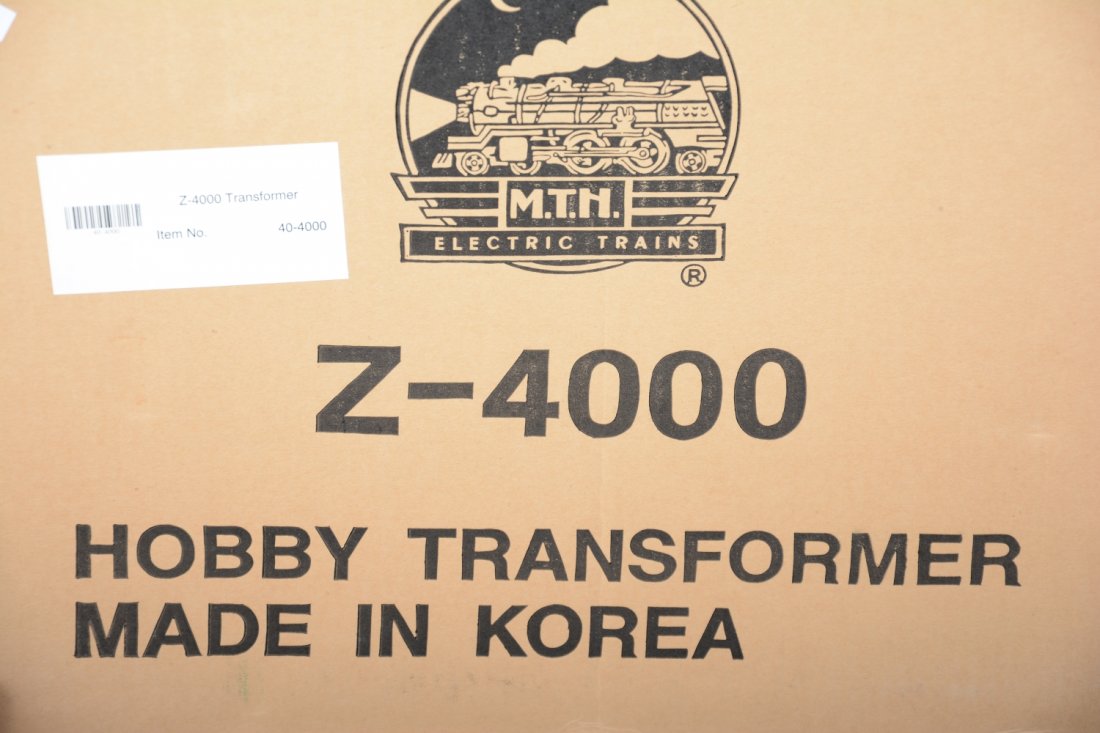 M.T.H.
ELECTRIC TRAINS
®
Z-4000 Transformer
Item No. 40-4000
Z-4000
HOBBY TRANSFORMER
MADE IN KOREA